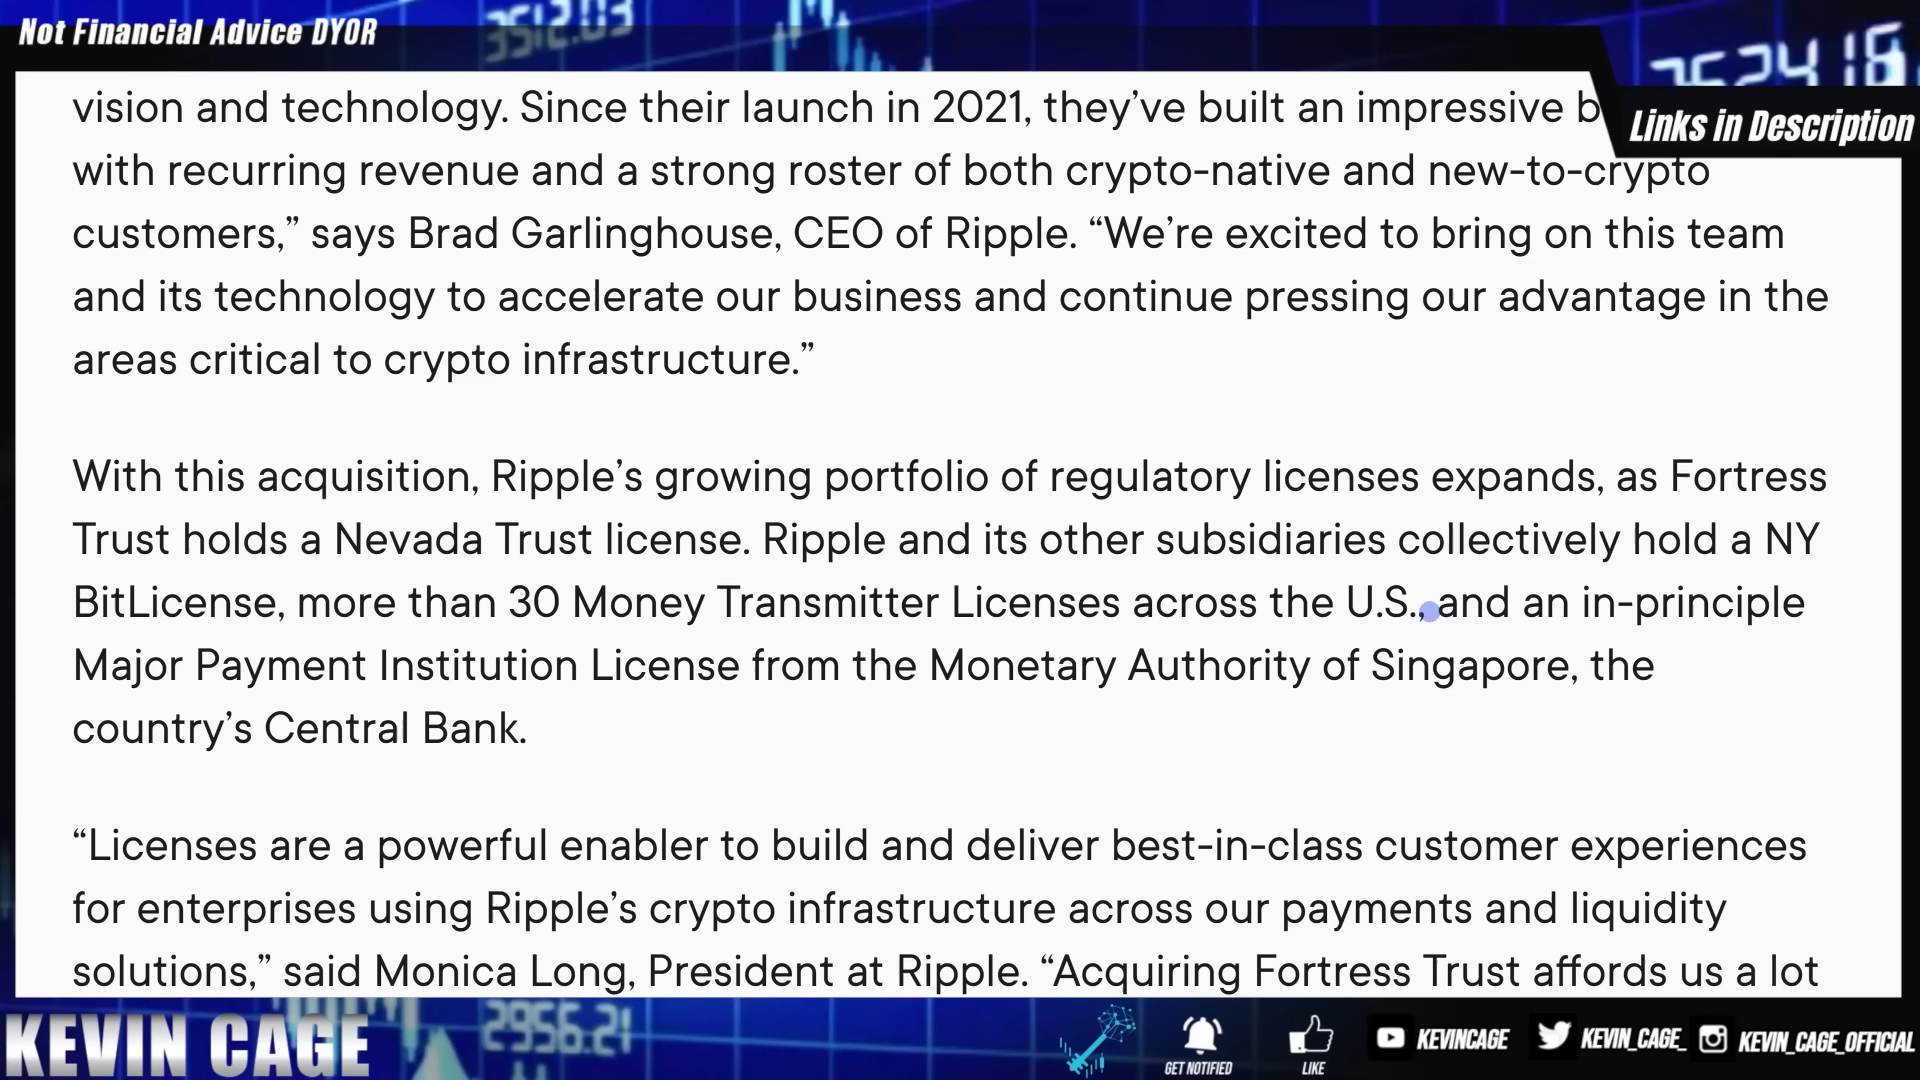 Not Financial Advice DYOR
3512.03
Links in Description
vision and technology. Since their launch in 2021, they’ve built an impressive
with recurring revenue and a strong roster of both crypto-native and new-to-crypto
customers,” says Brad Garlinghouse, CEO of Ripple. “We’re excited to bring on this team
and its technology to accelerate our business and continue pressing our advantage in the
areas critical to crypto infrastructure.”
With this acquisition, Ripple’s growing portfolio of regulatory licenses expands, as Fortress
Trust holds a Nevada Trust license. Ripple and its other subsidiaries collectively hold a NY
BitLicense, more than 30 Money Transmitter Licenses across the U.S., and an in-principle
Major Payment Institution License from the Monetary Authority of Singapore, the
country’s Central Bank.
“Licenses are a powerful enabler to build and deliver best-in-class customer experiences
for enterprises using Ripple’s crypto infrastructure across our payments and liquidity
solutions,” said Monica Long, President at Ripple. “Acquiring Fortress Trust affords us a lot
KEVIN CAGE
2956.21
GET NOTIFIED
LIKE
KEVINCAGE
KEVIN_CAGE_
KEVIN_CAGE_OFFICIAL